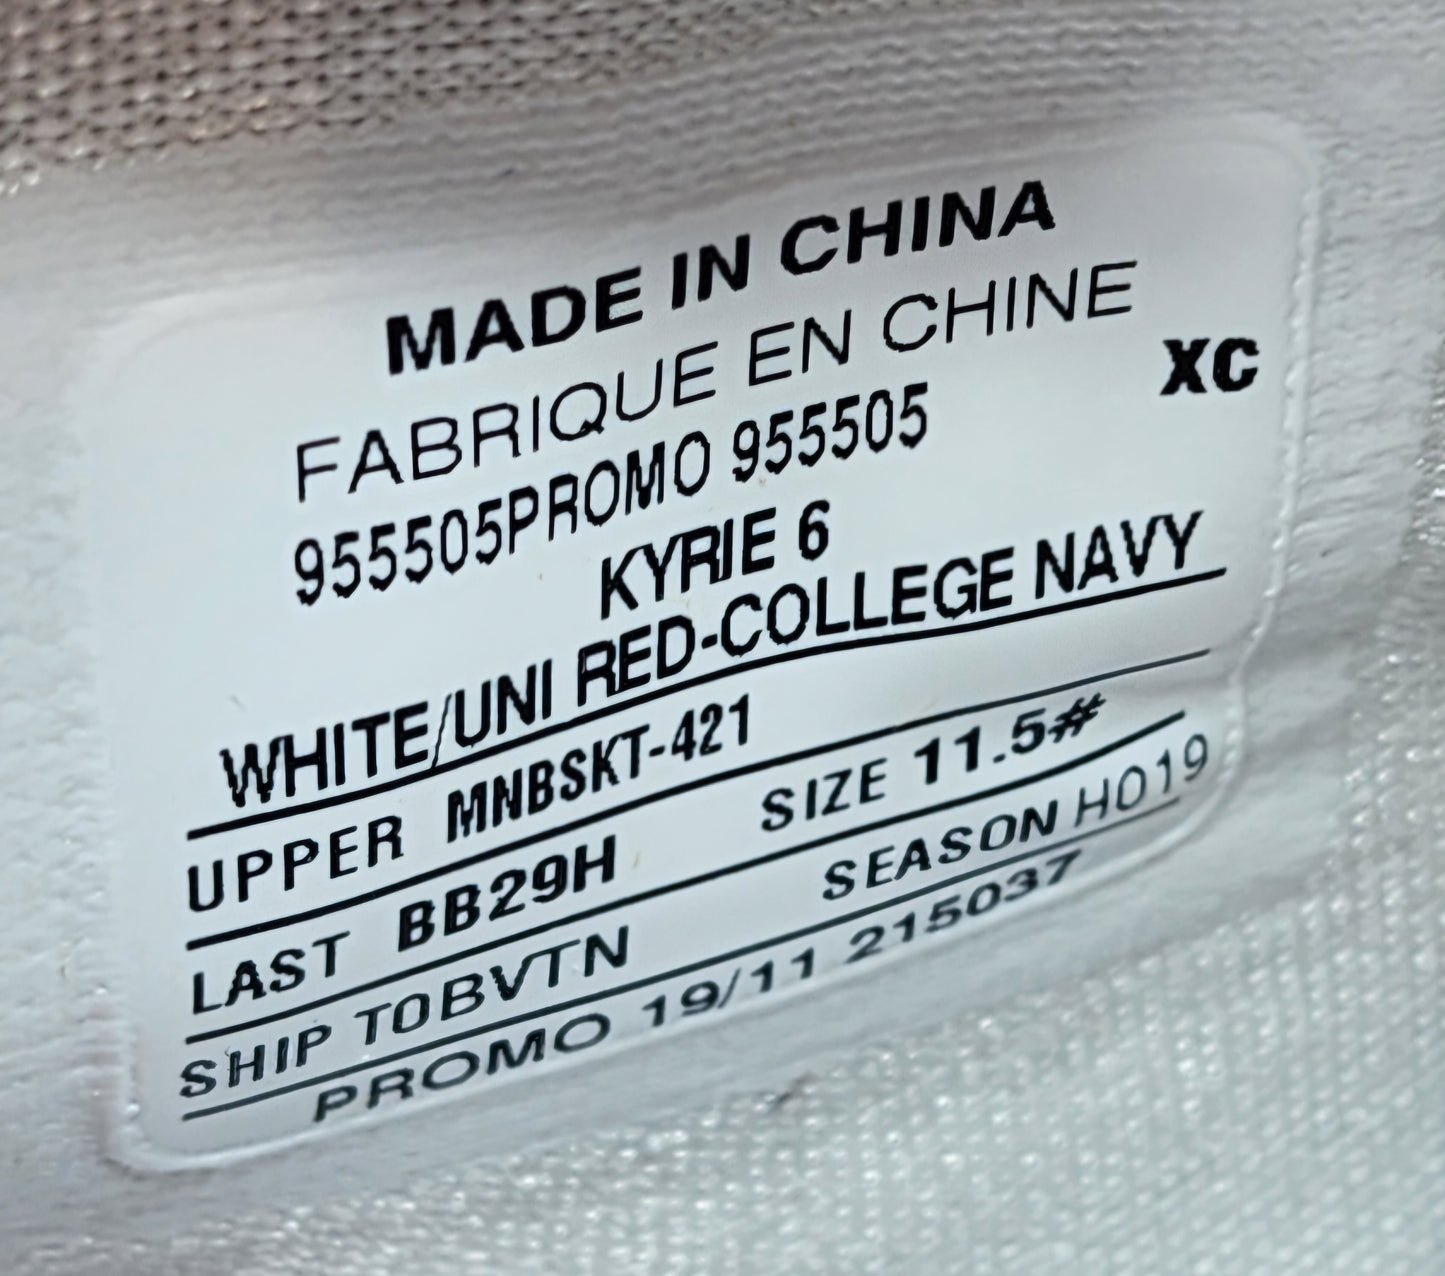 MADE IN CHINA
FABRIQUE EN CHINE
XC
955505PROMO 955505
KYRIE 6
WHITE/UNI RED-COLLEGE NAVY
UPPER MNBSKT-421
LAST BB29H SIZE 11.5#
SHIP TOBVTN SEASON HO19
PROMO 19/11 215037